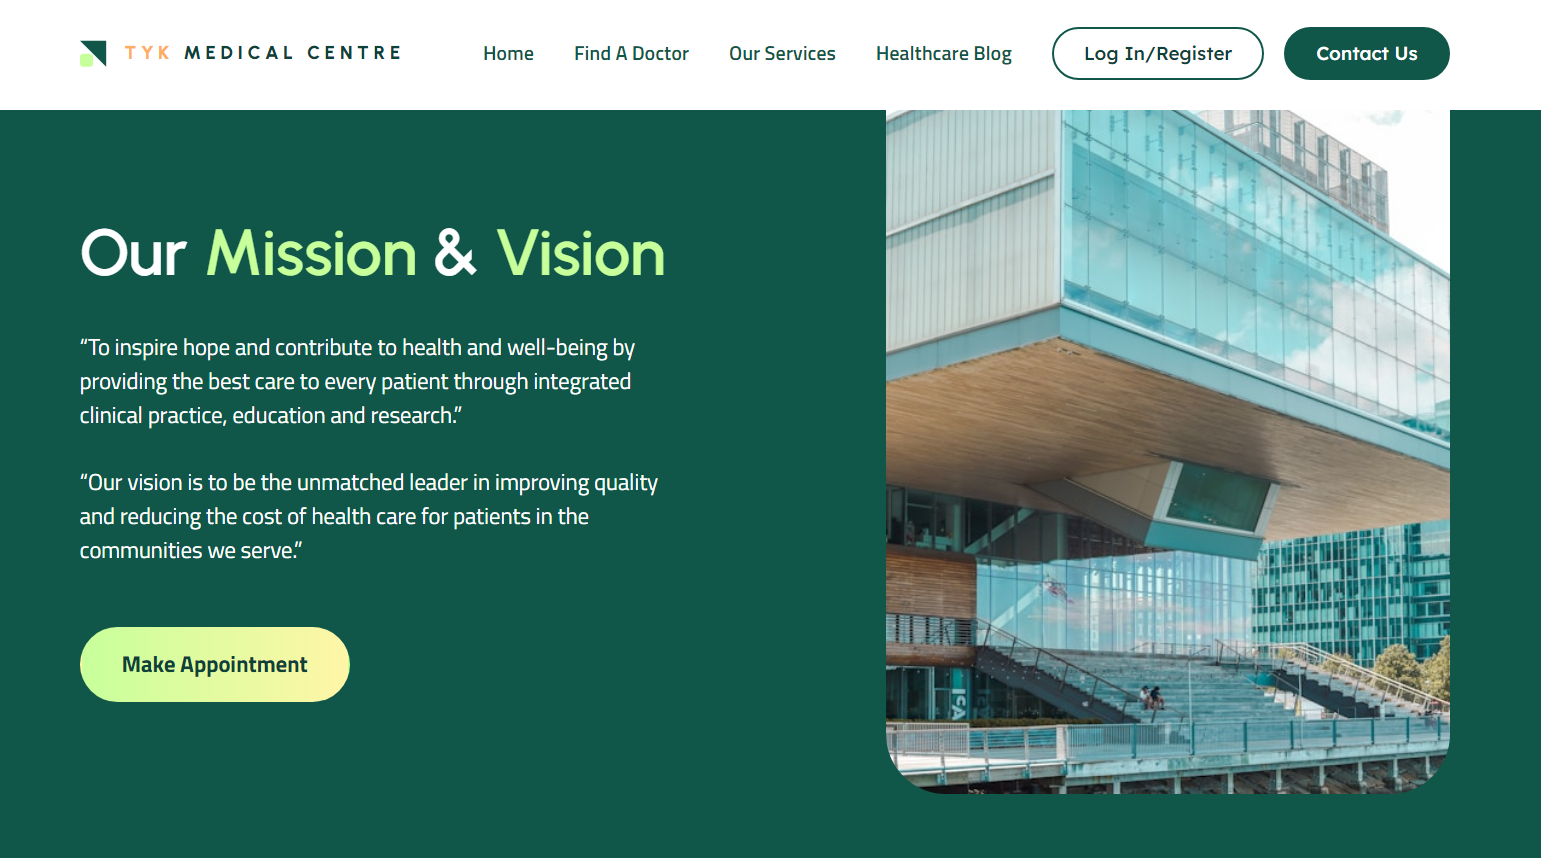 TYK MEDICAL CENTRE
Home
Find A Doctor
Our Services
Healthcare Blog
Log In/Register
Contact Us
Our Mission & Vision
“To inspire hope and contribute to health and well-being by
providing the best care to every patient through integrated
clinical practice, education and research.”
“Our vision is to be the unmatched leader in improving quality
and reducing the cost of health care for patients in the
communities we serve.”
Make Appointment
ICA